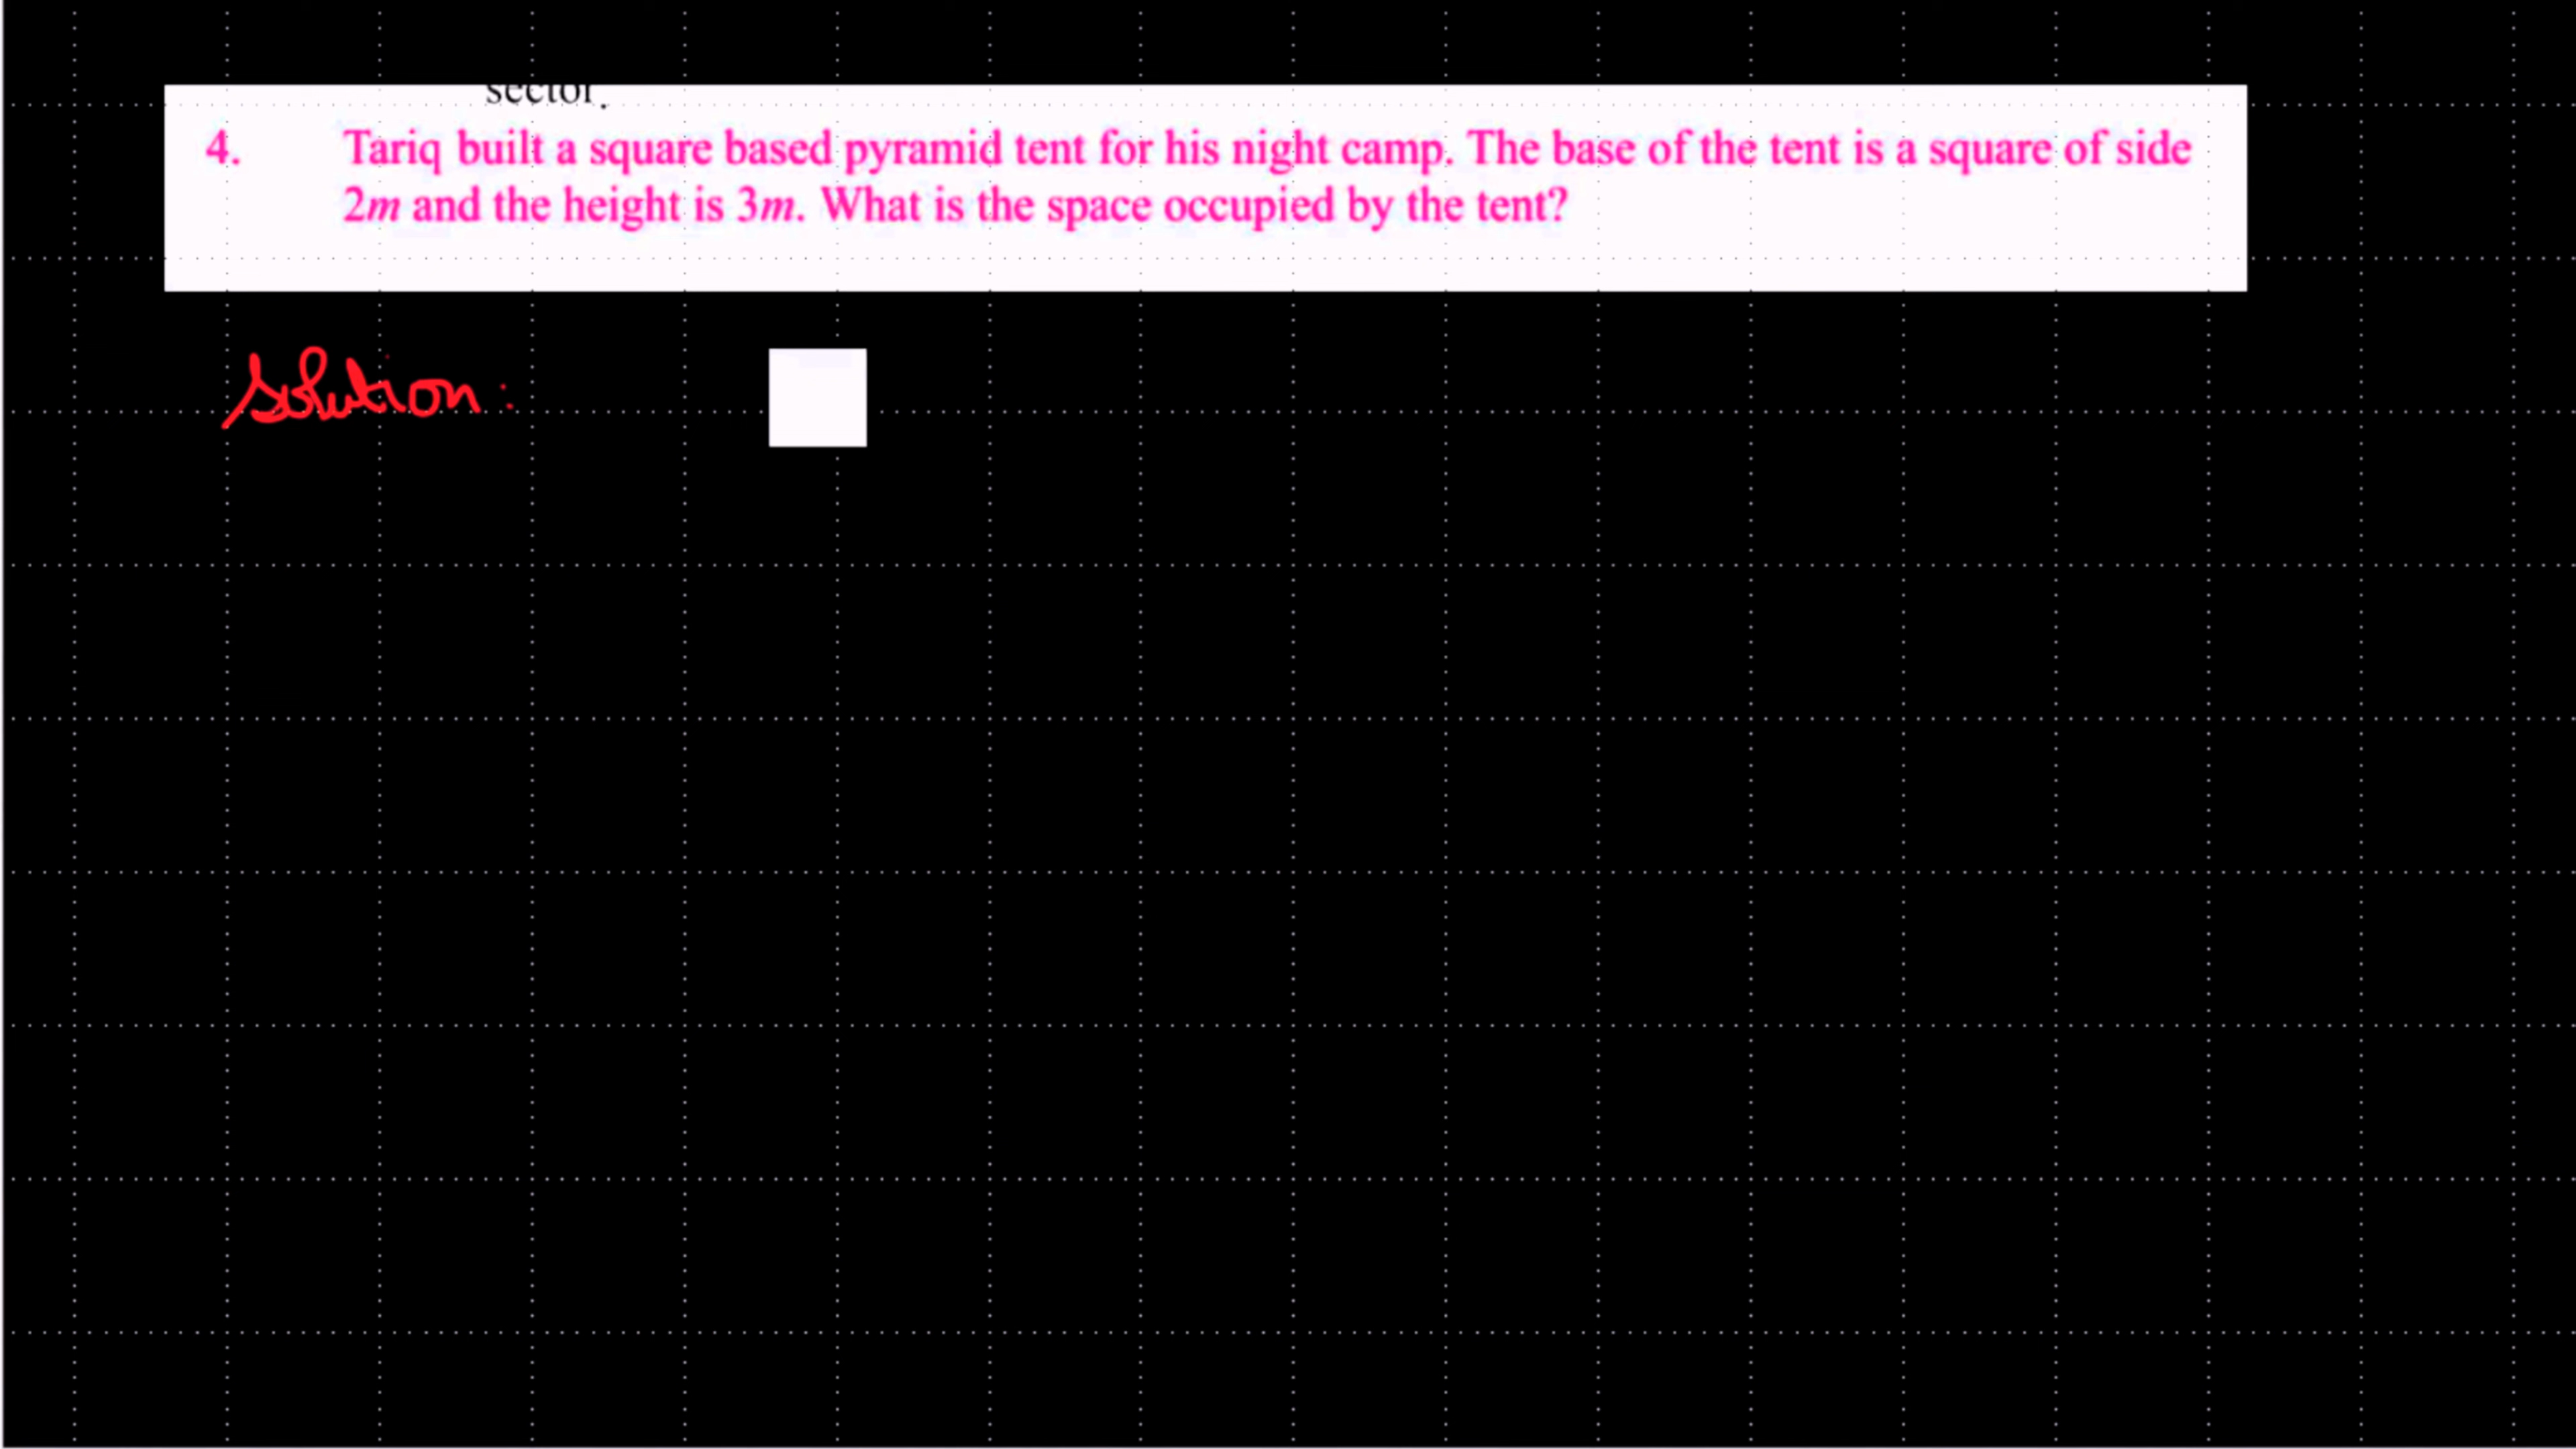 sector.
4. Tariq built a square based pyramid tent for his night camp. The base of the tent is a square of side
2m and the height is 3m. What is the space occupied by the tent?
Solution: